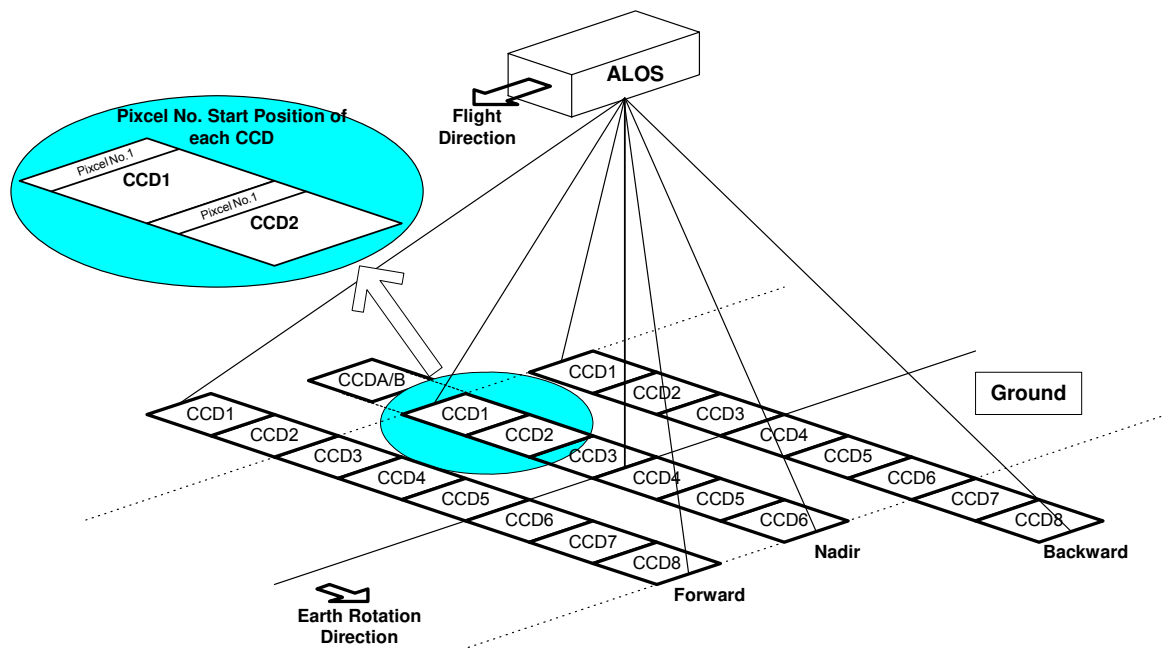 ALOS
Flight
Direction
Pixcel No. Start Position of
each CCD
Pixcel No.1
CCD1
Pixcel No.1
CCD2
CCDA/B
CCD1
CCD2
CCD3
CCD4
CCD5
CCD6
CCD7
CCD8
Forward
CCD1
CCD2
CCD3
CCD4
CCD5
CCD6
Nadir
CCD1
CCD2
CCD3
CCD4
CCD5
CCD6
CCD7
CCD8
Backward
Ground
Earth Rotation
Direction